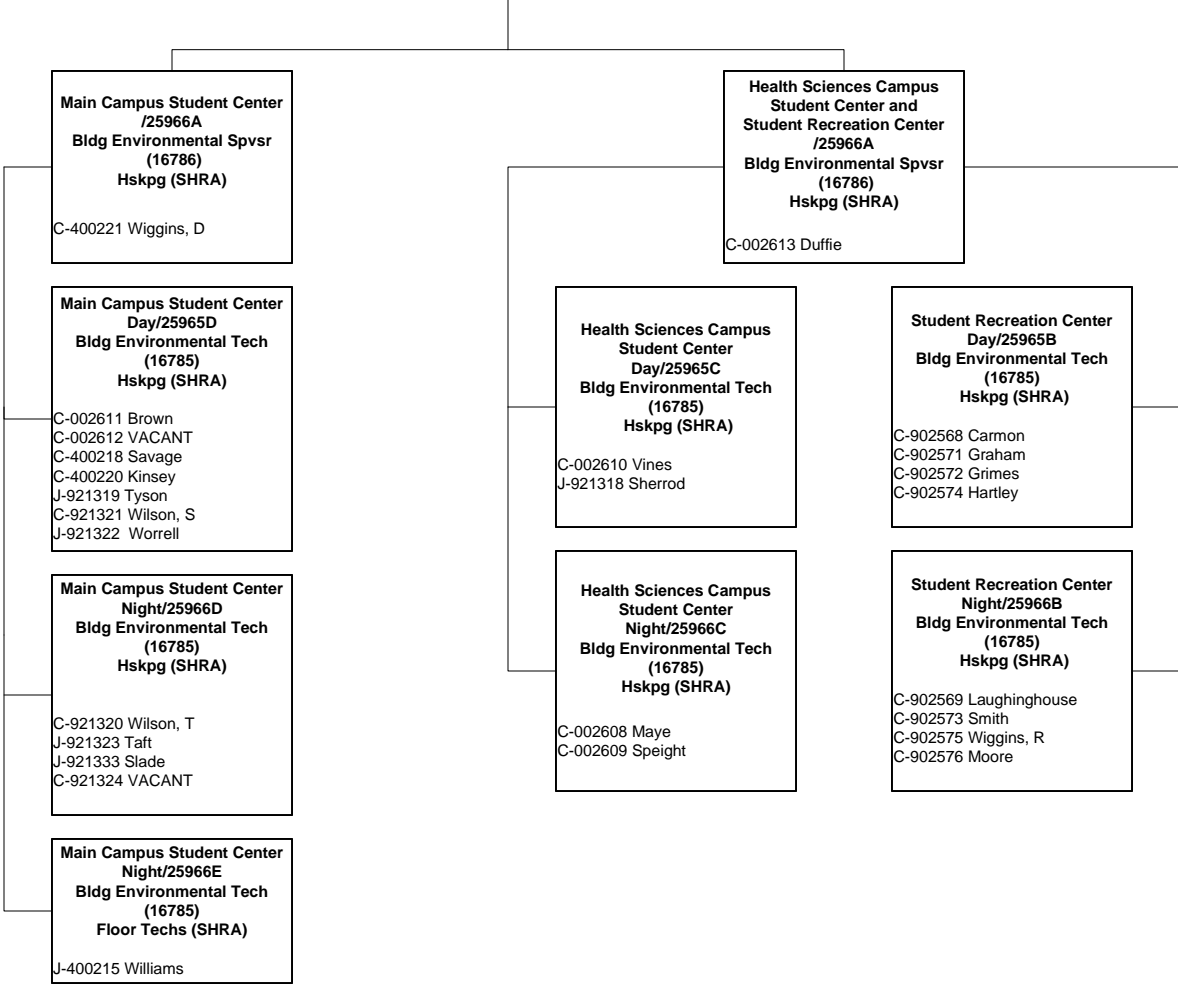 Main Campus Student Center
/25966A
Bldg Environmental Spvsr
(16786)
Hskpg (SHRA)
C-400221 Wiggins, D
Main Campus Student Center
Day/25965D
Bldg Environmental Tech
(16785)
Hskpg (SHRA)
C-002611 Brown
C-002612 VACANT
C-400218 Savage
C-400220 Kinsey
J-921319 Tyson
C-921321 Wilson, S
J-921322  Worrell
Main Campus Student Center
Night/25966D
Bldg Environmental Tech
(16785)
Hskpg (SHRA)
C-921320 Wilson, T
J-921323 Taft
J-921333 Slade
C-921324 VACANT
Main Campus Student Center
Night/25966E
Bldg Environmental Tech
(16785)
Floor Techs (SHRA)
J-400215 Williams
Health Sciences Campus
Student Center and
Student Recreation Center
/25966A
Bldg Environmental Spvsr
(16786)
Hskpg (SHRA)
C-002613 Duffie
Health Sciences Campus
Student Center
Day/25965C
Bldg Environmental Tech
(16785)
Hskpg (SHRA)
C-002610 Vines
J-921318 Sherrod
Health Sciences Campus
Student Center
Night/25966C
Bldg Environmental Tech
(16785)
Hskpg (SHRA)
C-002608 Maye
C-002609 Speight
Student Recreation Center
Day/25965B
Bldg Environmental Tech
(16785)
Hskpg (SHRA)
C-902568 Carmon
C-902571 Graham
C-902572 Grimes
C-902574 Hartley
Student Recreation Center
Night/25966B
Bldg Environmental Tech
(16785)
Hskpg (SHRA)
C-902569 Laughinghouse
C-902573 Smith
C-902575 Wiggins, R
C-902576 Moore